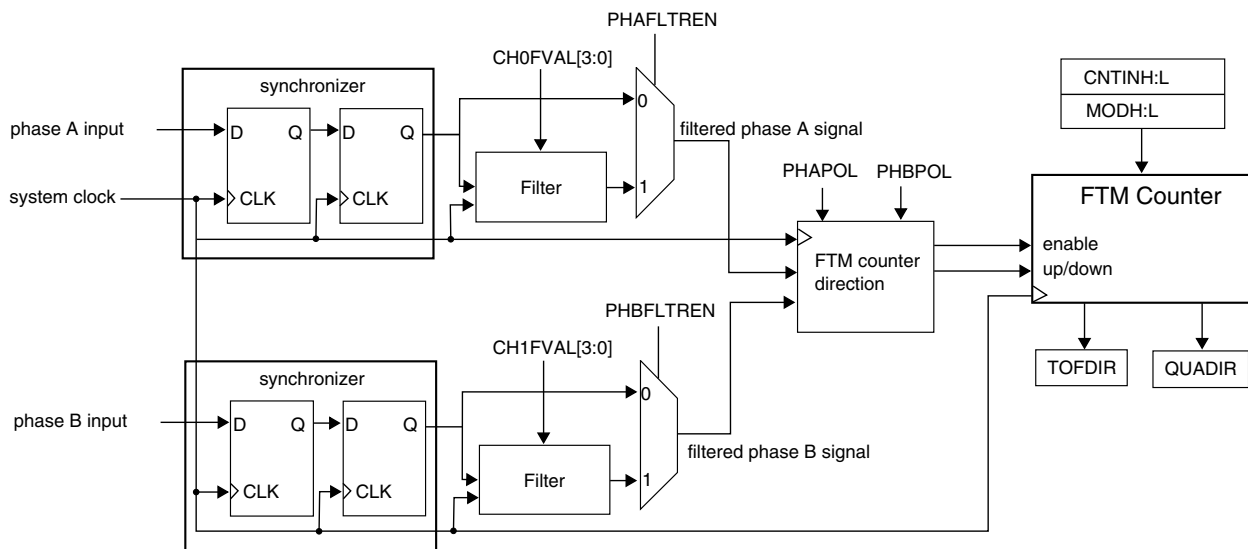 PHAFLTREN
CH0FVAL[3:0]
CNTINH:L
MODH:L
synchronizer
0
phase A input
D Q D Q
filtered phase A signal
Filter
1
PHAPOL PHBPOL
system clock
CLK CLK
FTM Counter
enable
up/down
FTM counter
direction
PHBFLTREN
CH1FVAL[3:0]
TOFDIR QUADIR
synchronizer
0
phase B input
D Q D Q
filtered phase B signal
Filter
1
CLK CLK